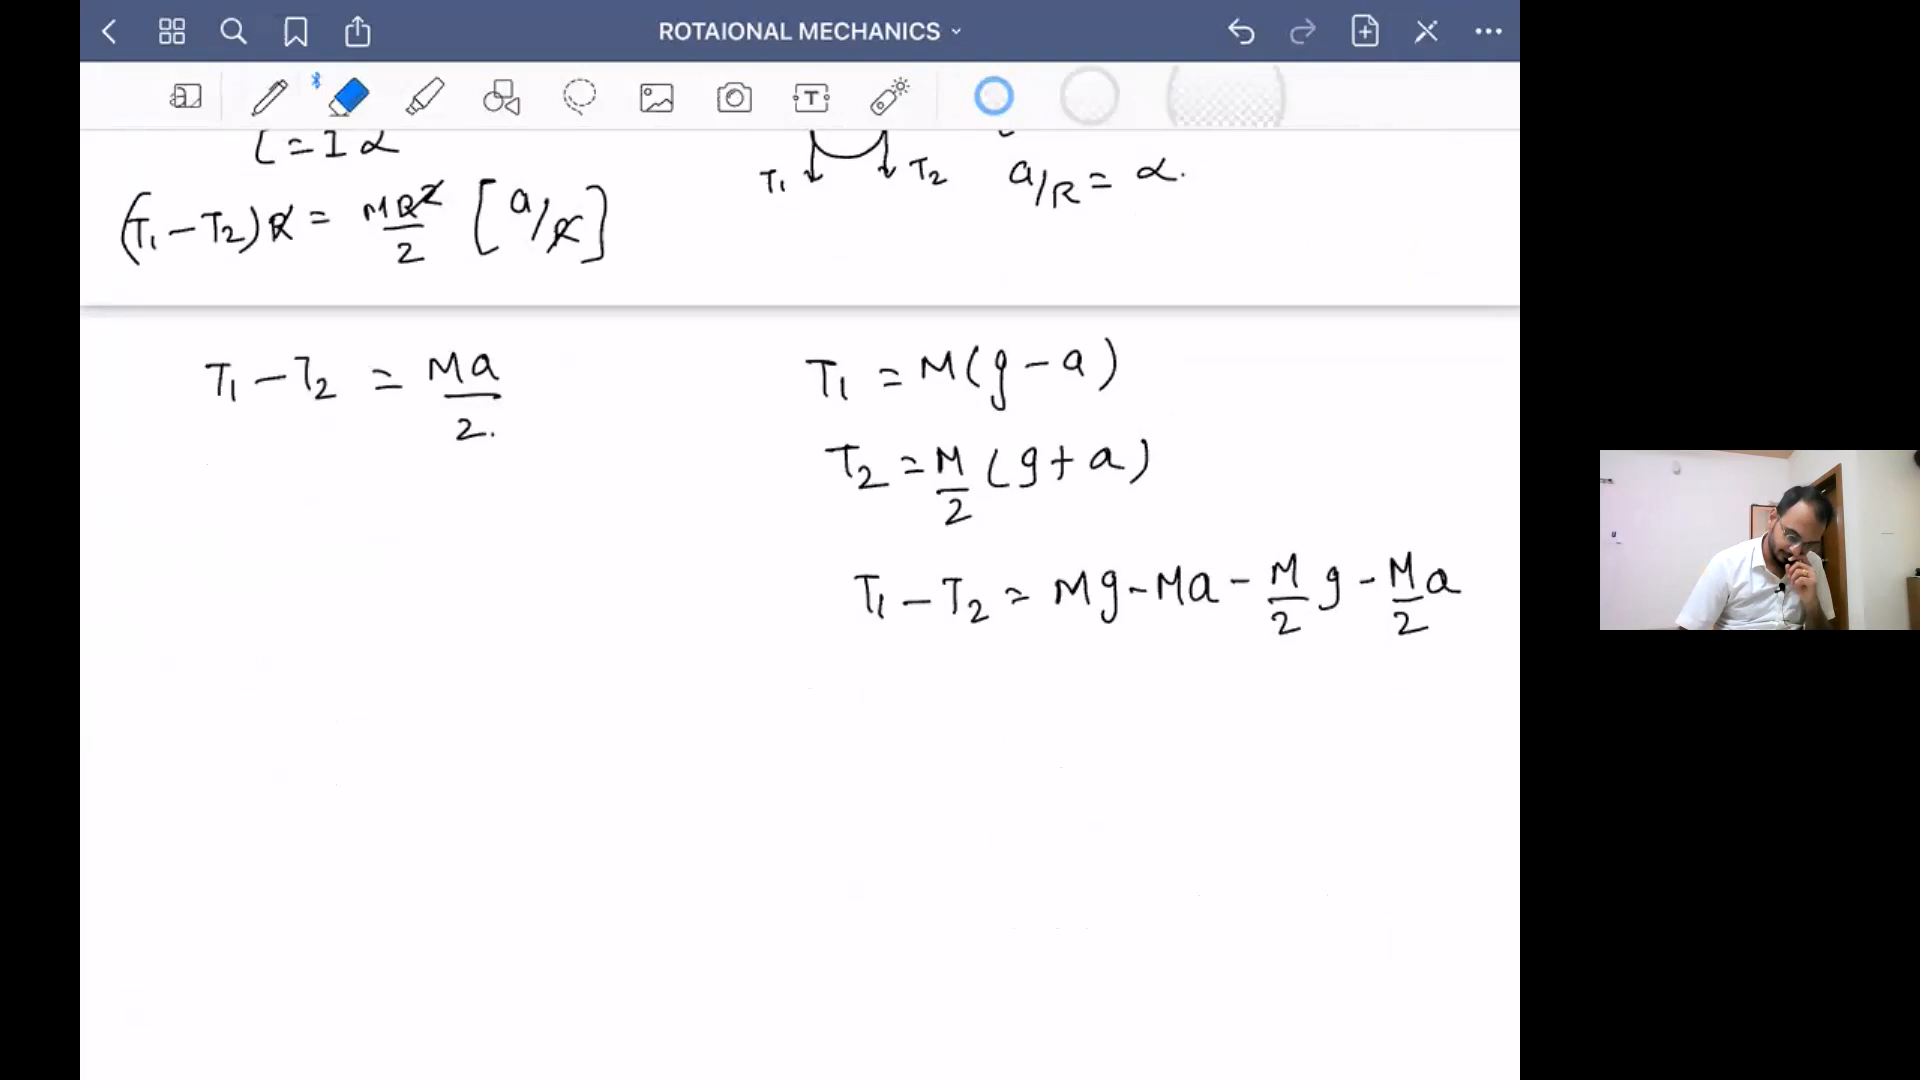 ROTAIONAL MECHANICS
τ = I α
(T₁ − T₂) R = MR²/2 [a/R]
T₁ T₂
a/R = α.
T₁ − T₂ = Ma/2.
T₁ = M(g − a)
T₂ = M/2 (g + a)
T₁ − T₂ = Mg − Ma − M/2 g − M/2 a